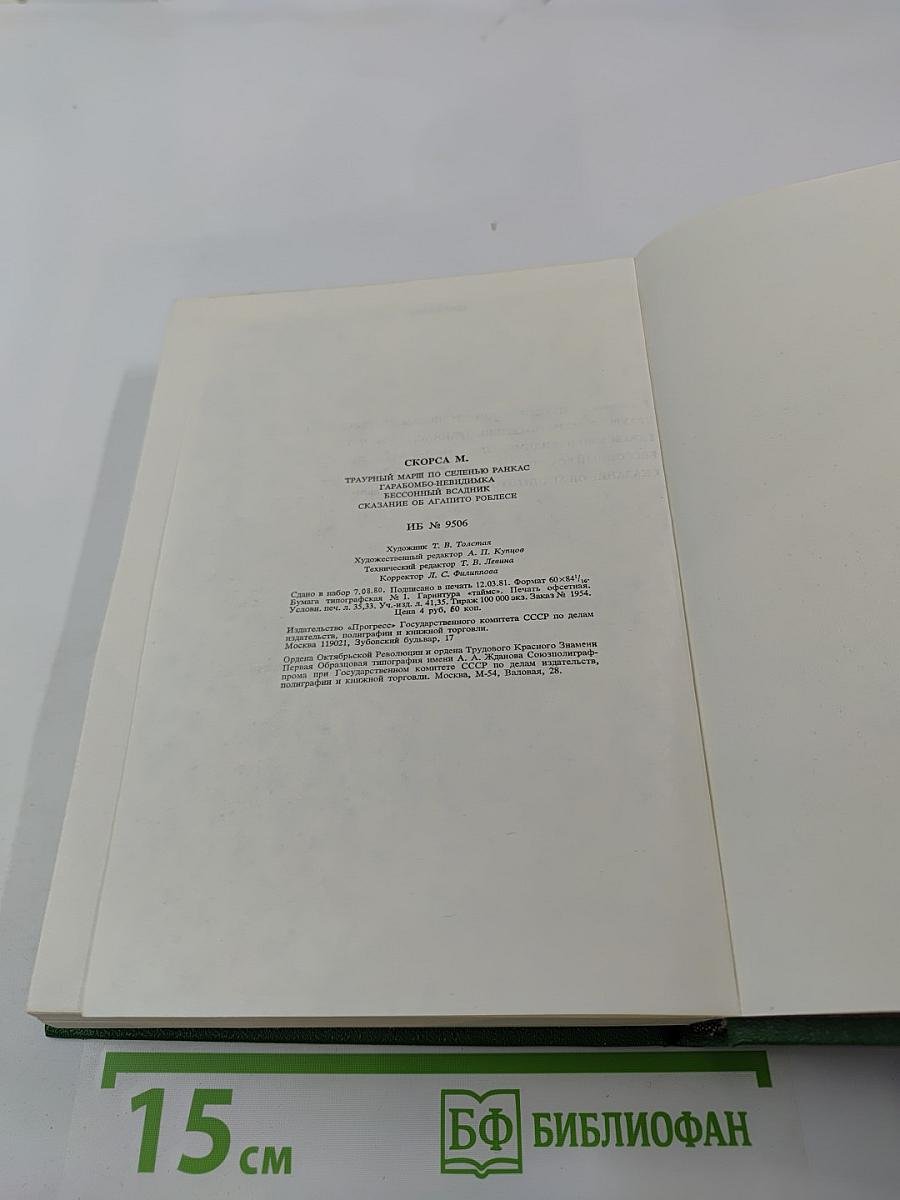 СКОРСА М.
ТРАУРНЫЙ МАРШ ПО СЕЛЕНЬЮ РАНКАС
ГАРАБОМБО-НЕВИДИМКА
БЕССОННЫЙ ВСАДНИК
СКАЗАНИЕ ОБ АГАПИТО РОБЛЕСЕ
ИБ № 9506
Художник Т. В. Толстая
Художественный редактор А. П. Купцов
Технический редактор Т. В. Левина
Корректор Л. С. Филиппова
Сдано в набор 7.08.80. Подписано в печать 12.03.81. Формат 60×84¹/₁₆.
Бумага типографская № 1. Гарнитура «таймс». Печать офсетная.
Условн. печ. л. 35,33. Уч.-изд. л. 41,35. Тираж 100 000 экз. Заказ № 1954.
Цена 4 руб, 60 коп.
Издательство «Прогресс» Государственного комитета СССР по делам
издательств, полиграфии и книжной торговли.
Москва 119021, Зубовский бульвар, 17
Ордена Октябрьской Революции и ордена Трудового Красного Знамени
Первая Образцовая типография имени А. А. Жданова Союзполиграф-
прома при Государственном комитете СССР по делам издательств,
полиграфии и книжной торговли. Москва, М-54, Валовая, 28.
15 см
БФ БИБЛИОФАН